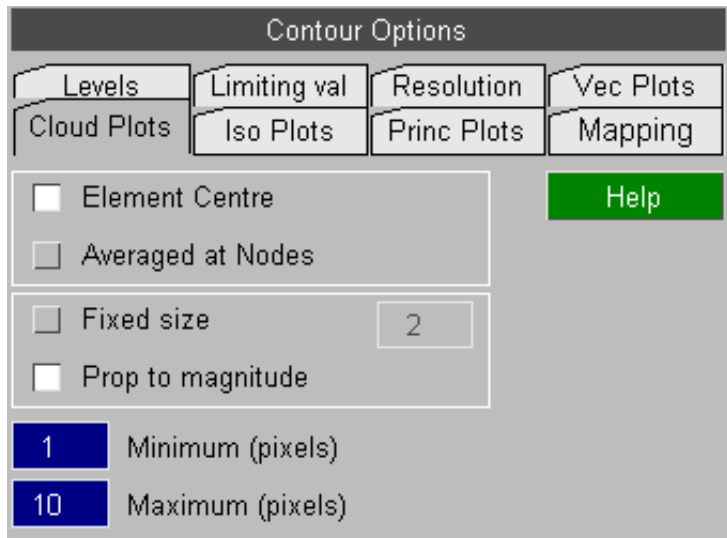 Contour Options
Levels Limiting val Resolution Vec Plots
Cloud Plots Iso Plots Princ Plots Mapping
Element Centre Help
Averaged at Nodes
Fixed size 2
Prop to magnitude
1 Minimum (pixels)
10 Maximum (pixels)